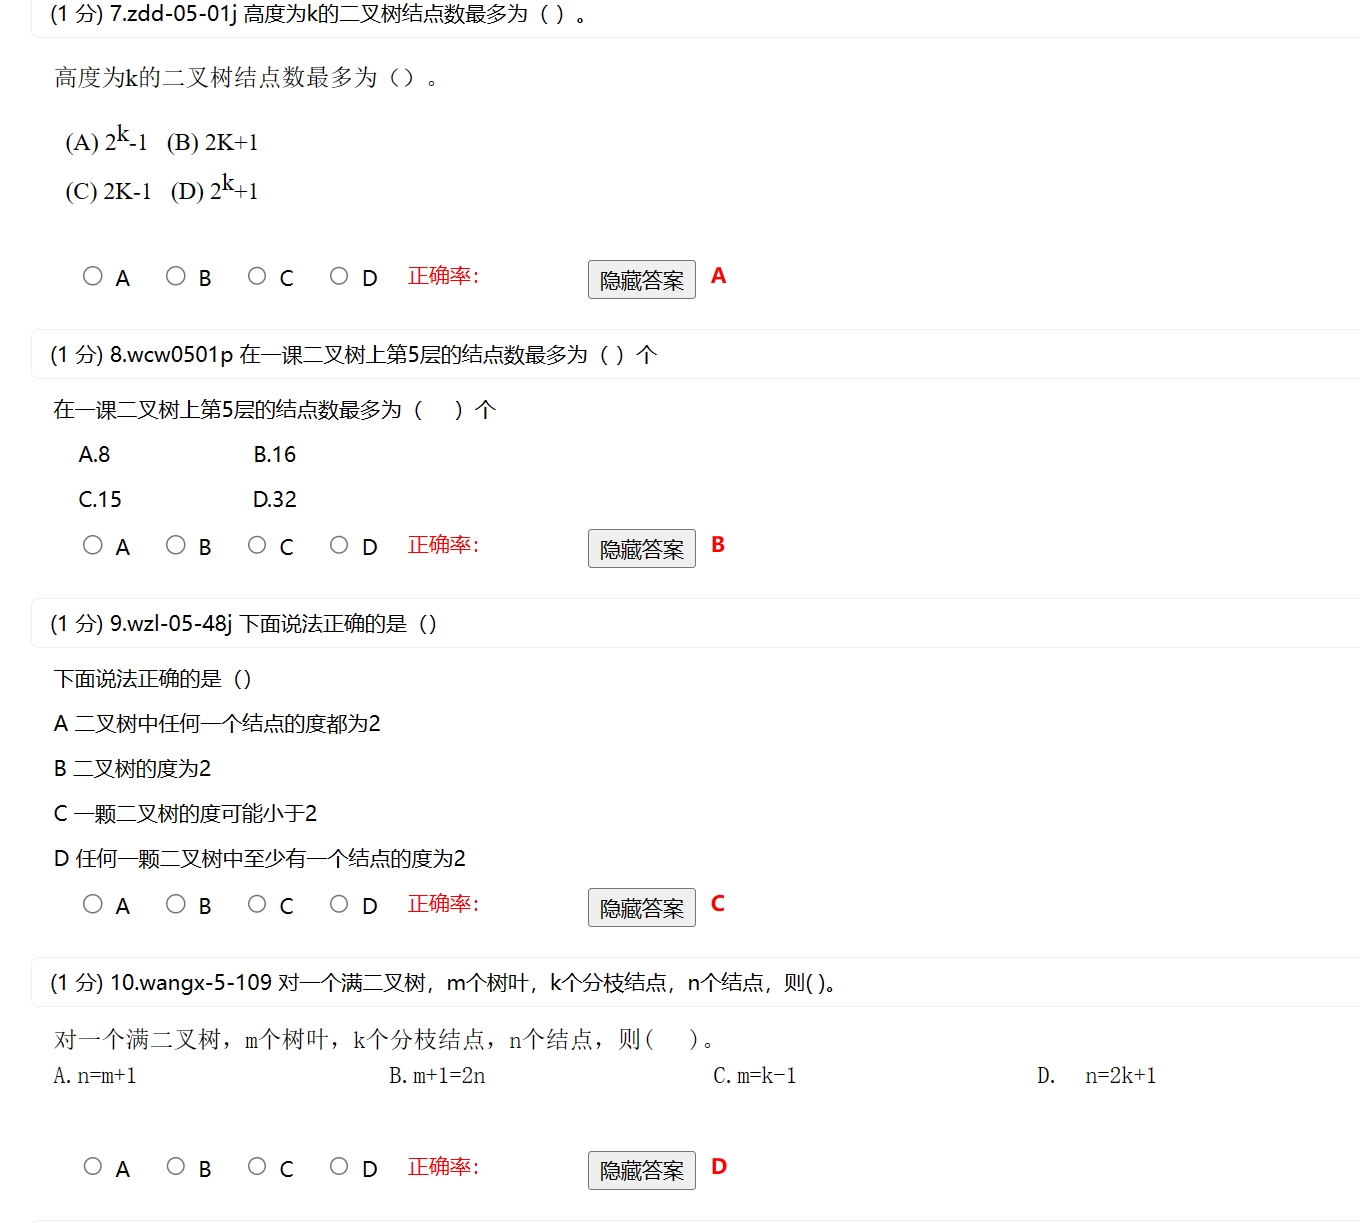 (1 分) 7.zdd-05-01j 高度为k的二叉树结点数最多为（ ）。
高度为k的二叉树结点数最多为（）。
(A) 2^k-1 (B) 2K+1
(C) 2K-1 (D) 2^k+1
A B C D 正确率： 隐藏答案 A
(1 分) 8.wcw0501p 在一课二叉树上第5层的结点数最多为（ ）个
在一课二叉树上第5层的结点数最多为（ ）个
A.8 B.16
C.15 D.32
A B C D 正确率： 隐藏答案 B
(1 分) 9.wzl-05-48j 下面说法正确的是（）
下面说法正确的是（）
A 二叉树中任何一个结点的度都为2
B 二叉树的度为2
C 一颗二叉树的度可能小于2
D 任何一颗二叉树中至少有一个结点的度为2
A B C D 正确率： 隐藏答案 C
(1 分) 10.wangx-5-109 对一个满二叉树，m个树叶，k个分枝结点，n个结点，则( )。
对一个满二叉树，m个树叶，k个分枝结点，n个结点，则( )。
A.n=m+1 B.m+1=2n C.m=k-1 D. n=2k+1
A B C D 正确率： 隐藏答案 D